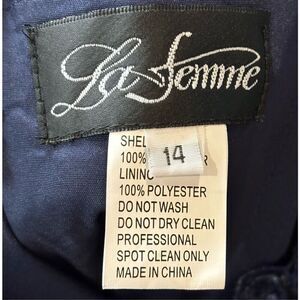 La Femme
SHEL
100% R
14
LINING
100% POLYESTER
DO NOT WASH
DO NOT DRY CLEAN
PROFESSIONAL
SPOT CLEAN ONLY
MADE IN CHINA